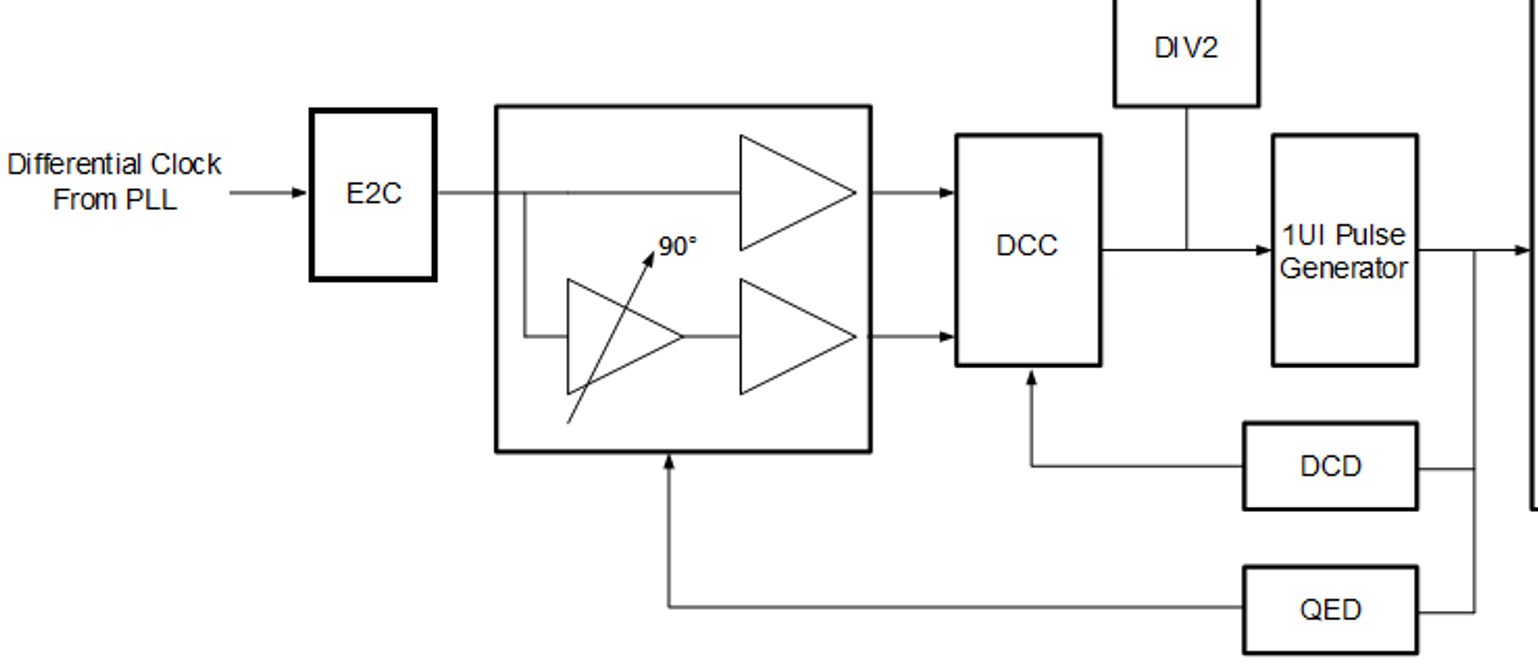 DIV2
Differential Clock
From PLL
E2C
90°
DCC
1UI Pulse
Generator
DCD
QED